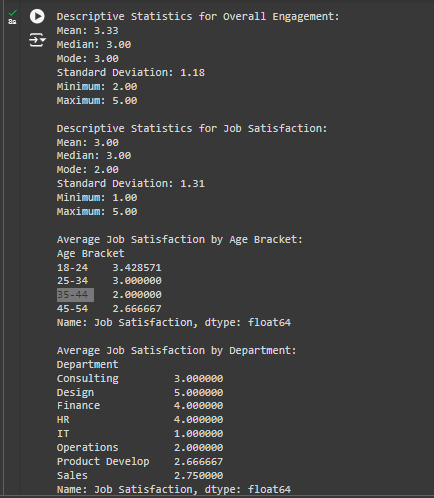 8s
Descriptive Statistics for Overall Engagement:
Mean: 3.33
Median: 3.00
Mode: 3.00
Standard Deviation: 1.18
Minimum: 2.00
Maximum: 5.00
Descriptive Statistics for Job Satisfaction:
Mean: 3.00
Median: 3.00
Mode: 2.00
Standard Deviation: 1.31
Minimum: 1.00
Maximum: 5.00
Average Job Satisfaction by Age Bracket:
Age Bracket
18-24    3.428571
25-34    3.000000
35-44    2.000000
45-54    2.666667
Name: Job Satisfaction, dtype: float64
Average Job Satisfaction by Department:
Department
Consulting         3.000000
Design             5.000000
Finance            4.000000
HR                 4.000000
IT                 1.000000
Operations         2.000000
Product Develop    2.666667
Sales              2.750000
Name: Job Satisfaction, dtype: float64